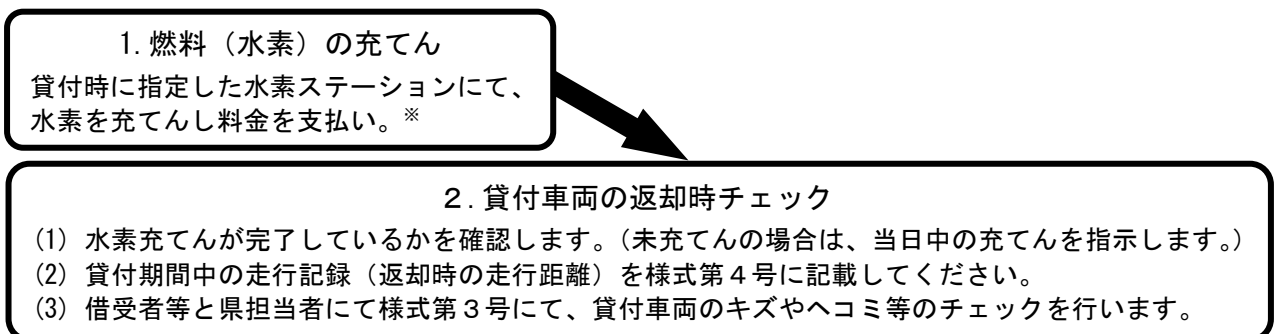 1.燃料（水素）の充てん
貸付時に指定した水素ステーションにて、
水素を充てんし料金を支払い。※
２.貸付車両の返却時チェック
(1) 水素充てんが完了しているかを確認します。（未充てんの場合は、当日中の充てんを指示します。）
(2) 貸付期間中の走行記録（返却時の走行距離）を様式第４号に記載してください。
(3) 借受者等と県担当者にて様式第３号にて、貸付車両のキズやヘコミ等のチェックを行います。